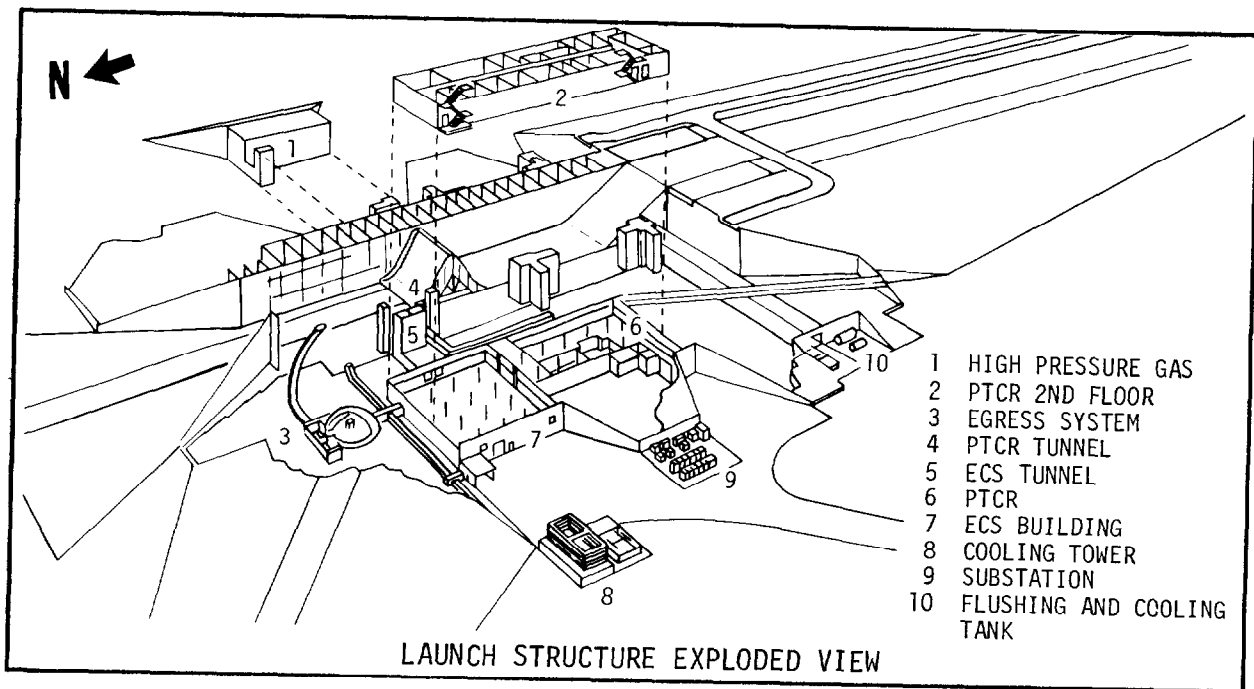 N
2
1
4
5
6
10
3
7
9
8
1 HIGH PRESSURE GAS
2 PTCR 2ND FLOOR
3 EGRESS SYSTEM
4 PTCR TUNNEL
5 ECS TUNNEL
6 PTCR
7 ECS BUILDING
8 COOLING TOWER
9 SUBSTATION
10 FLUSHING AND COOLING
TANK
LAUNCH STRUCTURE EXPLODED VIEW